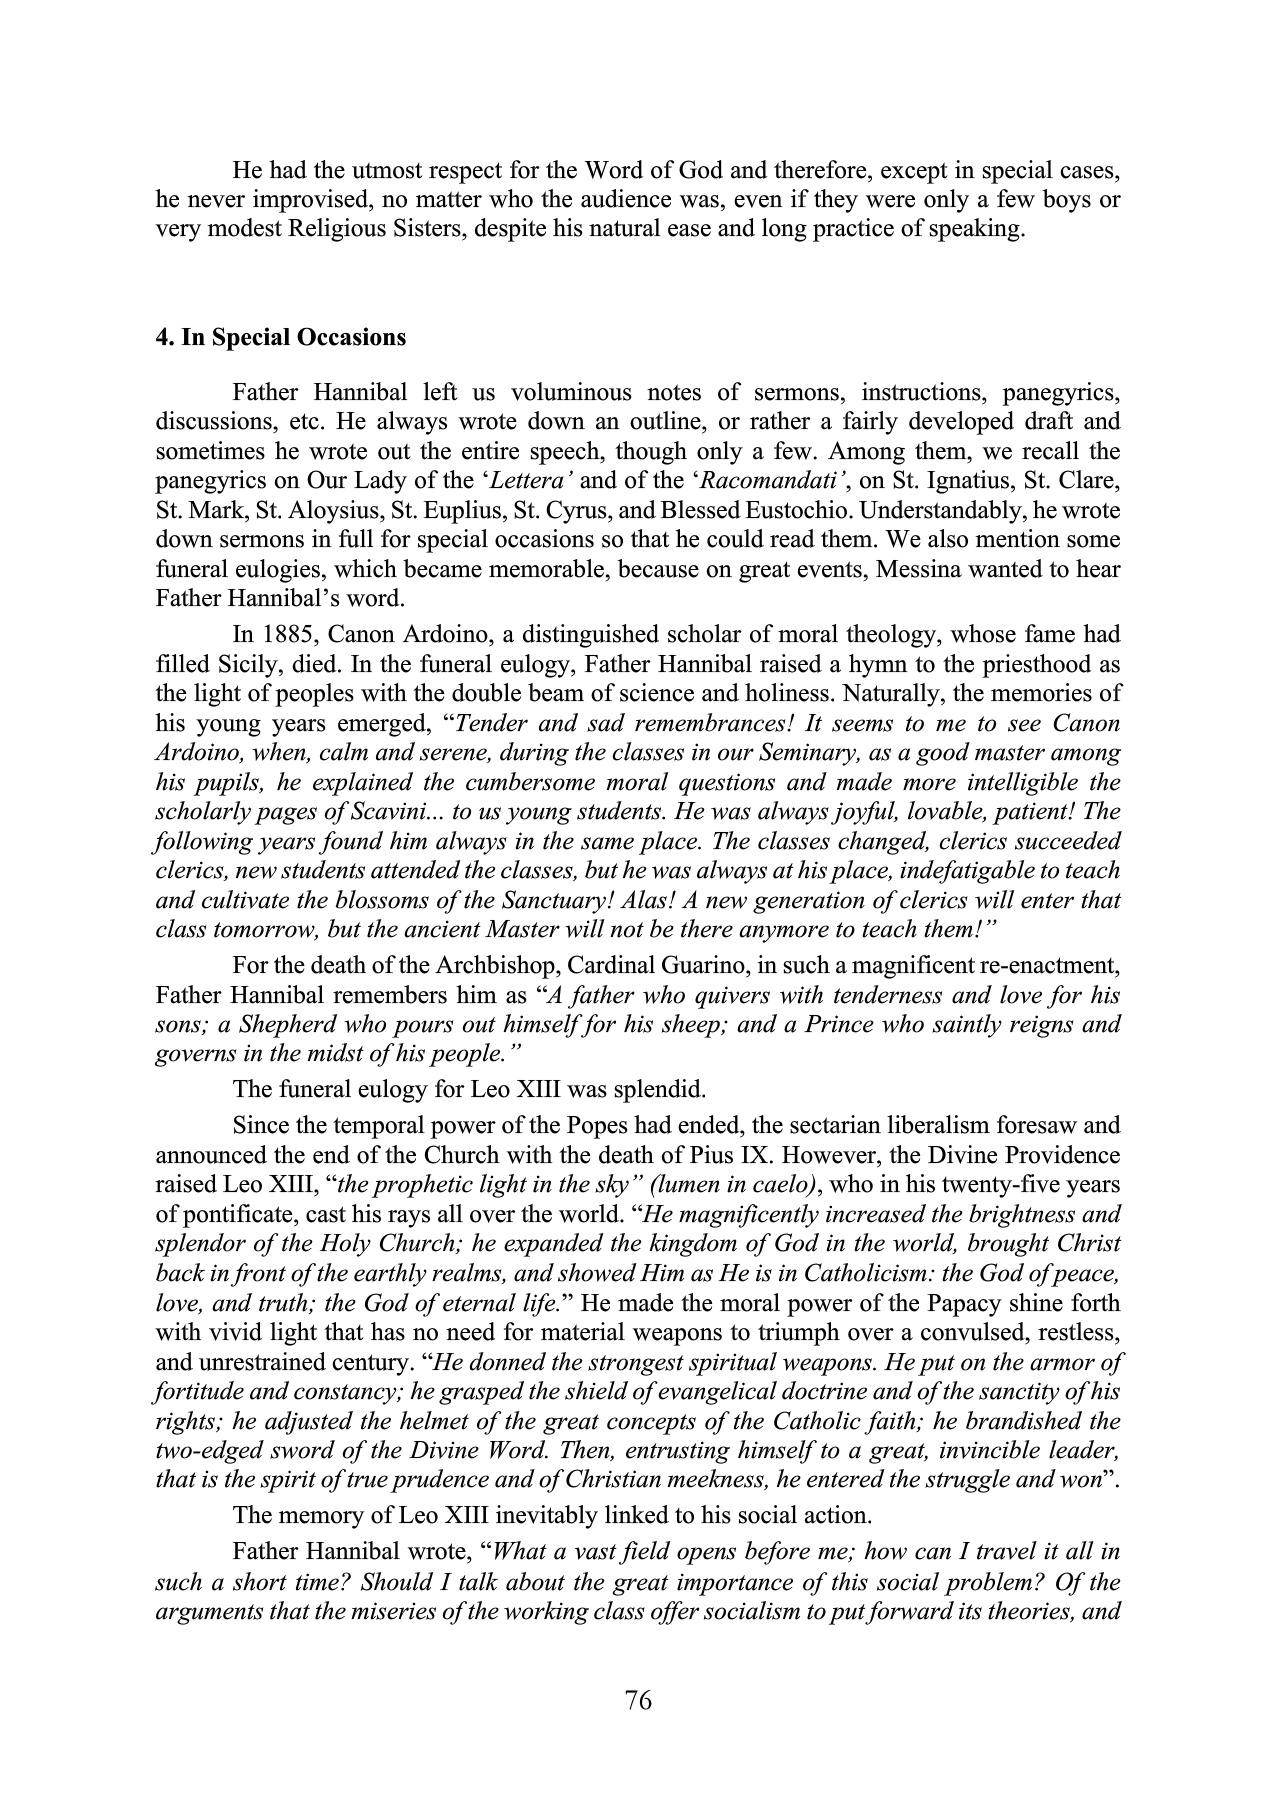 He had the utmost respect for the Word of God and therefore, except in special cases,
he never improvised, no matter who the audience was, even if they were only a few boys or
very modest Religious Sisters, despite his natural ease and long practice of speaking.
4. In Special Occasions
Father Hannibal left us voluminous notes of sermons, instructions, panegyrics,
discussions, etc. He always wrote down an outline, or rather a fairly developed draft and
sometimes he wrote out the entire speech, though only a few. Among them, we recall the
panegyrics on Our Lady of the ‘Lettera’ and of the ‘Racomandati’, on St. Ignatius, St. Clare,
St. Mark, St. Aloysius, St. Euplius, St. Cyrus, and Blessed Eustochio. Understandably, he wrote
down sermons in full for special occasions so that he could read them. We also mention some
funeral eulogies, which became memorable, because on great events, Messina wanted to hear
Father Hannibal’s word.
In 1885, Canon Ardoino, a distinguished scholar of moral theology, whose fame had
filled Sicily, died. In the funeral eulogy, Father Hannibal raised a hymn to the priesthood as
the light of peoples with the double beam of science and holiness. Naturally, the memories of
his young years emerged, “Tender and sad remembrances! It seems to me to see Canon
Ardoino, when, calm and serene, during the classes in our Seminary, as a good master among
his pupils, he explained the cumbersome moral questions and made more intelligible the
scholarly pages of Scavini... to us young students. He was always joyful, lovable, patient! The
following years found him always in the same place. The classes changed, clerics succeeded
clerics, new students attended the classes, but he was always at his place, indefatigable to teach
and cultivate the blossoms of the Sanctuary! Alas! A new generation of clerics will enter that
class tomorrow, but the ancient Master will not be there anymore to teach them!”
For the death of the Archbishop, Cardinal Guarino, in such a magnificent re-enactment,
Father Hannibal remembers him as “A father who quivers with tenderness and love for his
sons; a Shepherd who pours out himself for his sheep; and a Prince who saintly reigns and
governs in the midst of his people.”
The funeral eulogy for Leo XIII was splendid.
Since the temporal power of the Popes had ended, the sectarian liberalism foresaw and
announced the end of the Church with the death of Pius IX. However, the Divine Providence
raised Leo XIII, “the prophetic light in the sky” (lumen in caelo), who in his twenty-five years
of pontificate, cast his rays all over the world. “He magnificently increased the brightness and
splendor of the Holy Church; he expanded the kingdom of God in the world, brought Christ
back in front of the earthly realms, and showed Him as He is in Catholicism: the God of peace,
love, and truth; the God of eternal life.” He made the moral power of the Papacy shine forth
with vivid light that has no need for material weapons to triumph over a convulsed, restless,
and unrestrained century. “He donned the strongest spiritual weapons. He put on the armor of
fortitude and constancy; he grasped the shield of evangelical doctrine and of the sanctity of his
rights; he adjusted the helmet of the great concepts of the Catholic faith; he brandished the
two-edged sword of the Divine Word. Then, entrusting himself to a great, invincible leader,
that is the spirit of true prudence and of Christian meekness, he entered the struggle and won”.
The memory of Leo XIII inevitably linked to his social action.
Father Hannibal wrote, “What a vast field opens before me; how can I travel it all in
such a short time? Should I talk about the great importance of this social problem? Of the
arguments that the miseries of the working class offer socialism to put forward its theories, and
76